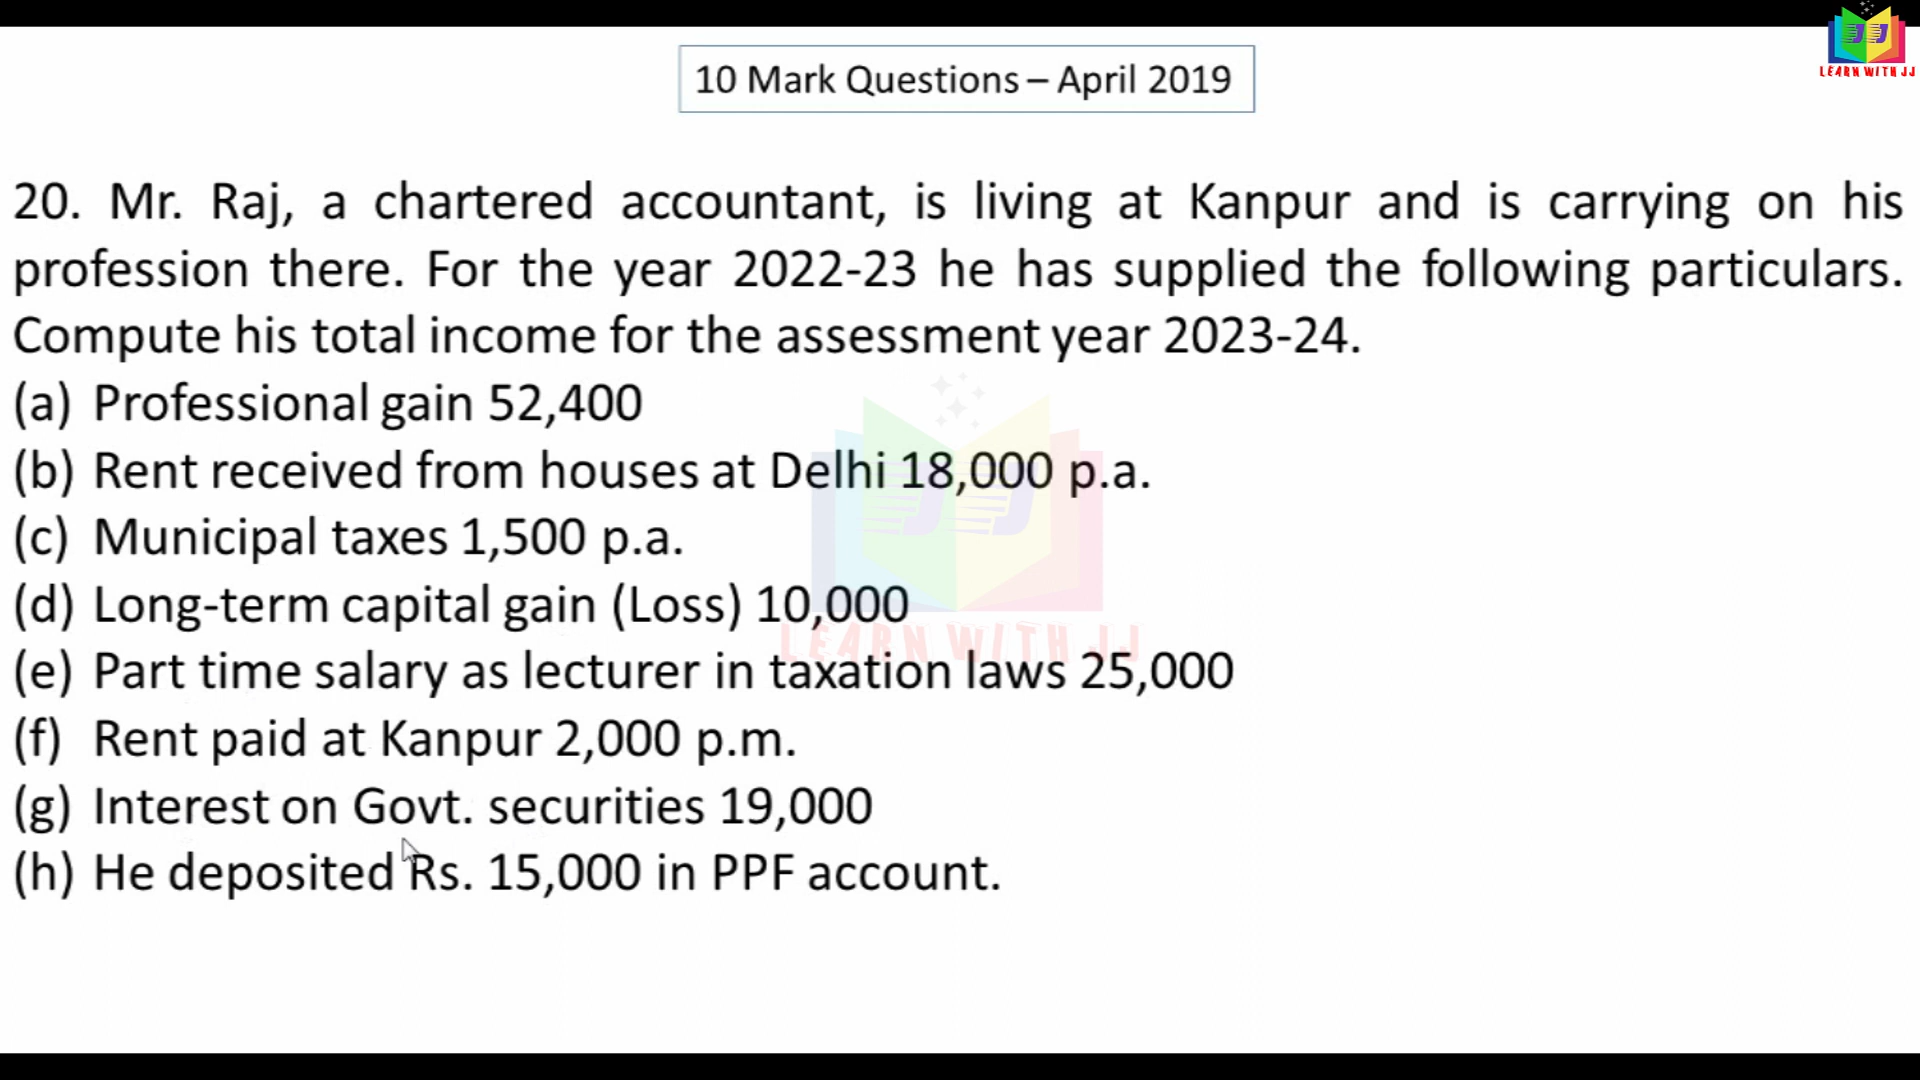 LEARN WITH JJ
10 Mark Questions – April 2019
20. Mr. Raj, a chartered accountant, is living at Kanpur and is carrying on his
profession there. For the year 2022-23 he has supplied the following particulars.
Compute his total income for the assessment year 2023-24.
(a) Professional gain 52,400
(b) Rent received from houses at Delhi 18,000 p.a.
(c) Municipal taxes 1,500 p.a.
(d) Long-term capital gain (Loss) 10,000
LEARN WITH JJ
(e) Part time salary as lecturer in taxation laws 25,000
(f) Rent paid at Kanpur 2,000 p.m.
(g) Interest on Govt. securities 19,000
(h) He deposited Rs. 15,000 in PPF account.